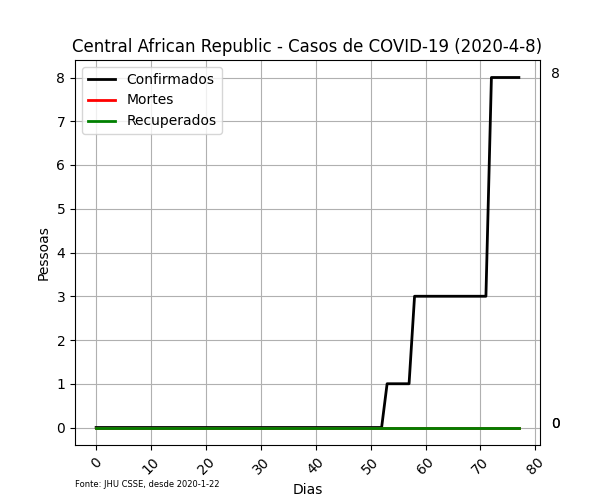 Central African Republic - Casos de COVID-19 (2020-4-8)
Confirmados
Mortes
Recuperados
8
7
6
5
4
3
2
1
0
Pessoas
8
0
0 10 20 30 40 50 60 70 80
Dias
Fonte: JHU CSSE, desde 2020-1-22